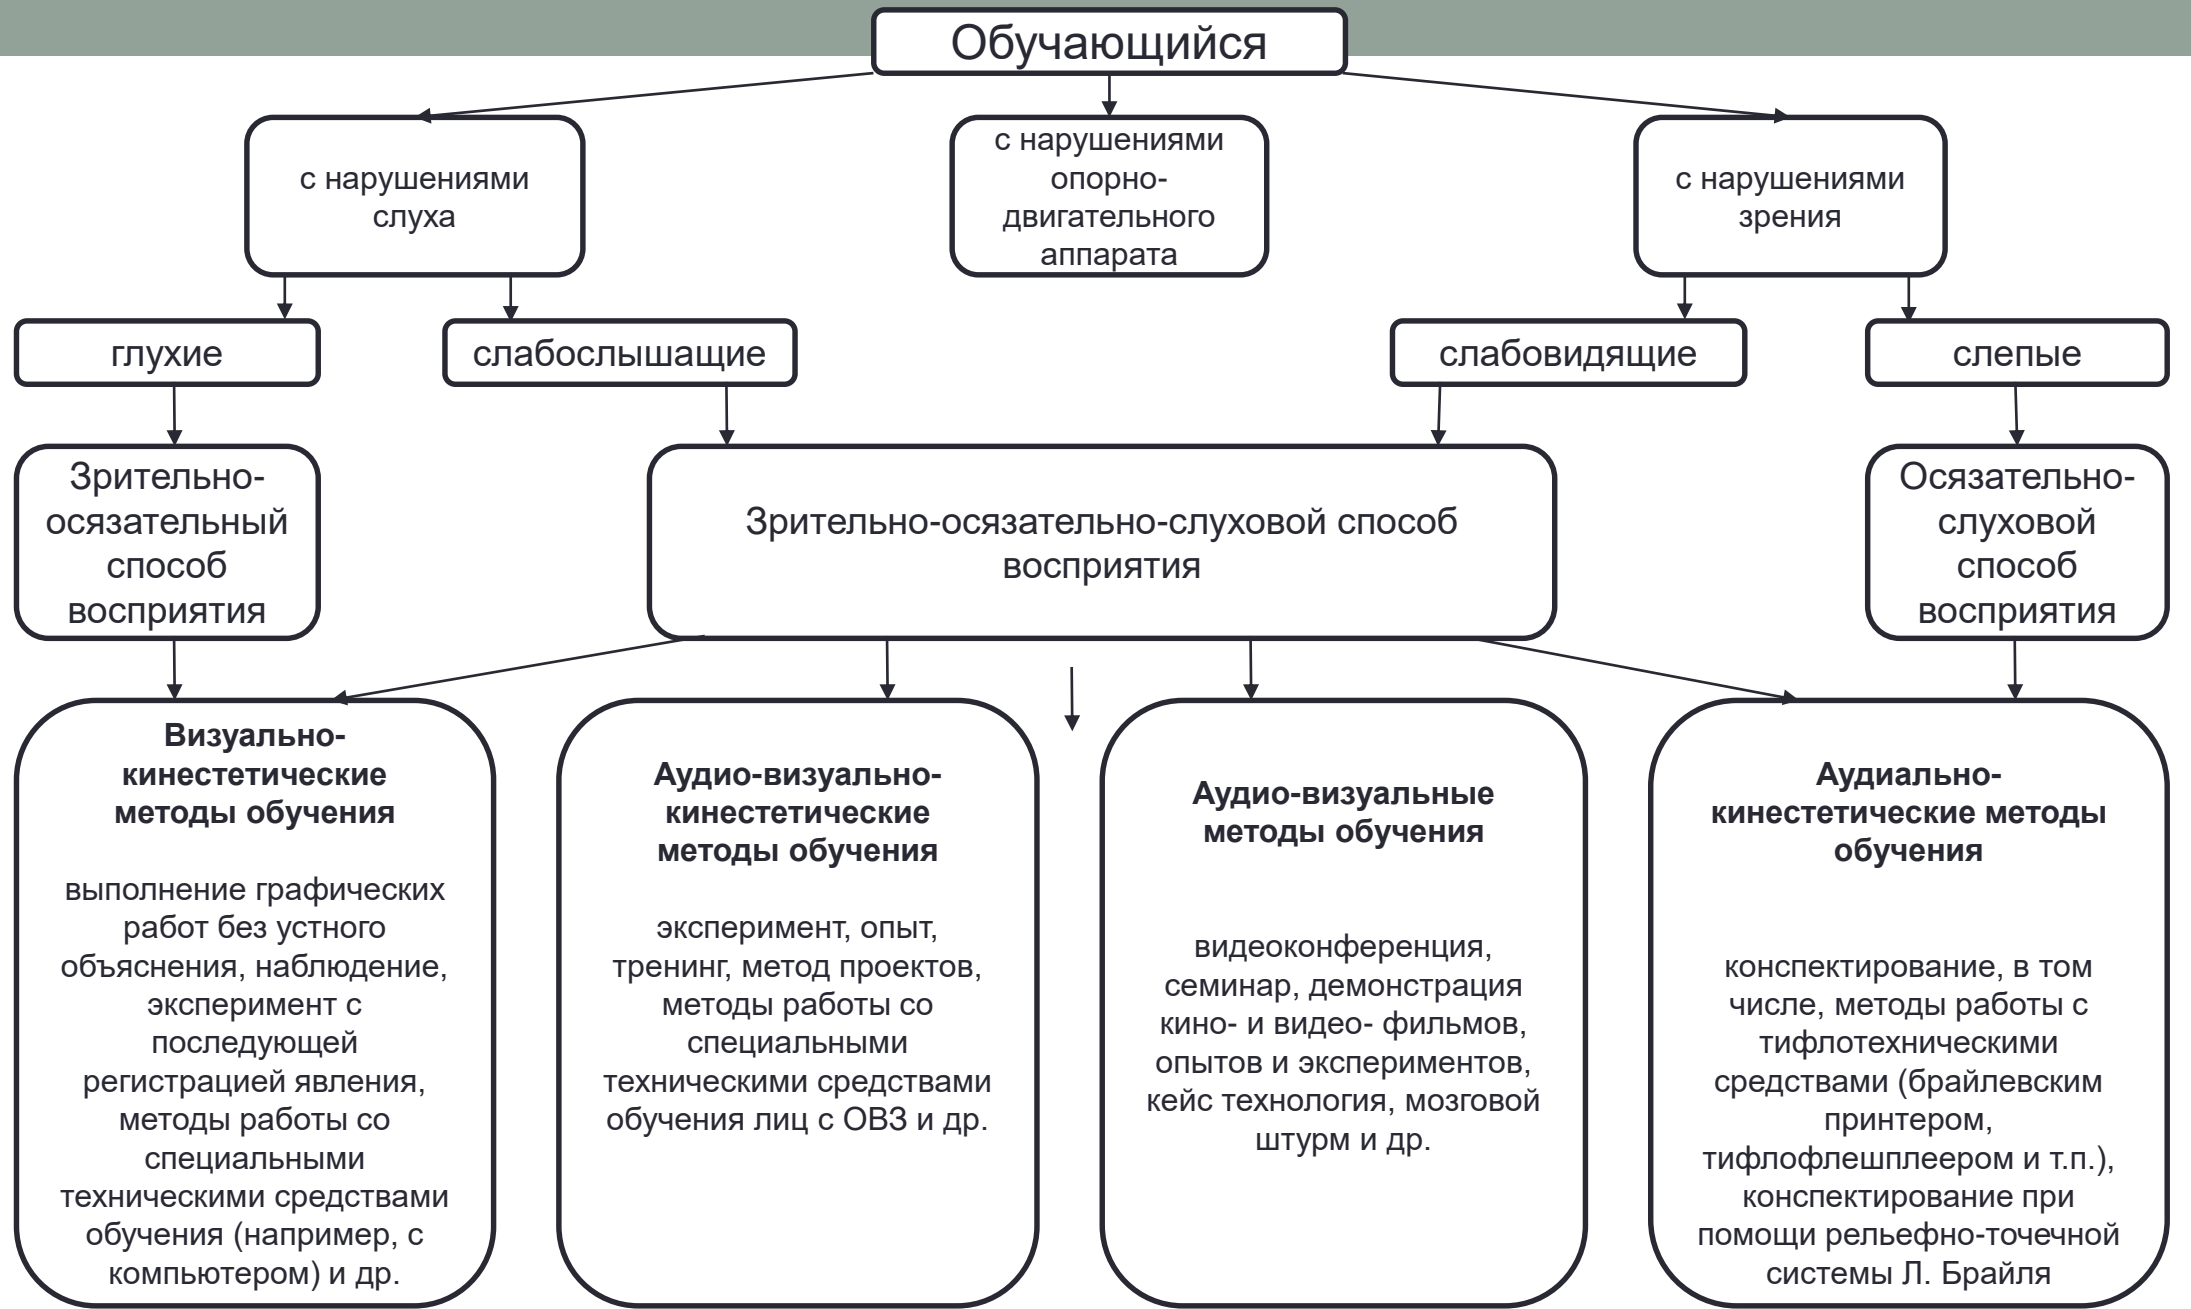 Обучающийся
с нарушениями
слуха
с нарушениями
опорно-
двигательного
аппарата
с нарушениями
зрения
глухие
слабослышащие
слабовидящие
слепые
Зрительно-
осязательный
способ
восприятия
Зрительно-осязательно-слуховой способ
восприятия
Осязательно-
слуховой
способ
восприятия
Визуально-
кинестетические
методы обучения
выполнение графических
работ без устного
объяснения, наблюдение,
эксперимент с
последующей
регистрацией явления,
методы работы со
специальными
техническими средствами
обучения (например, с
компьютером) и др.
Аудио-визуально-
кинестетические
методы обучения
эксперимент, опыт,
тренинг, метод проектов,
методы работы со
специальными
техническими средствами
обучения лиц с ОВЗ и др.
Аудио-визуальные
методы обучения
видеоконференция,
семинар, демонстрация
кино- и видео- фильмов,
опытов и экспериментов,
кейс технология, мозговой
штурм и др.
Аудиально-
кинестетические методы
обучения
конспектирование, в том
числе, методы работы с
тифлотехническими
средствами (брайлевским
принтером,
тифлофлешплеером и т.п.),
конспектирование при
помощи рельефно-точечной
системы Л. Брайля